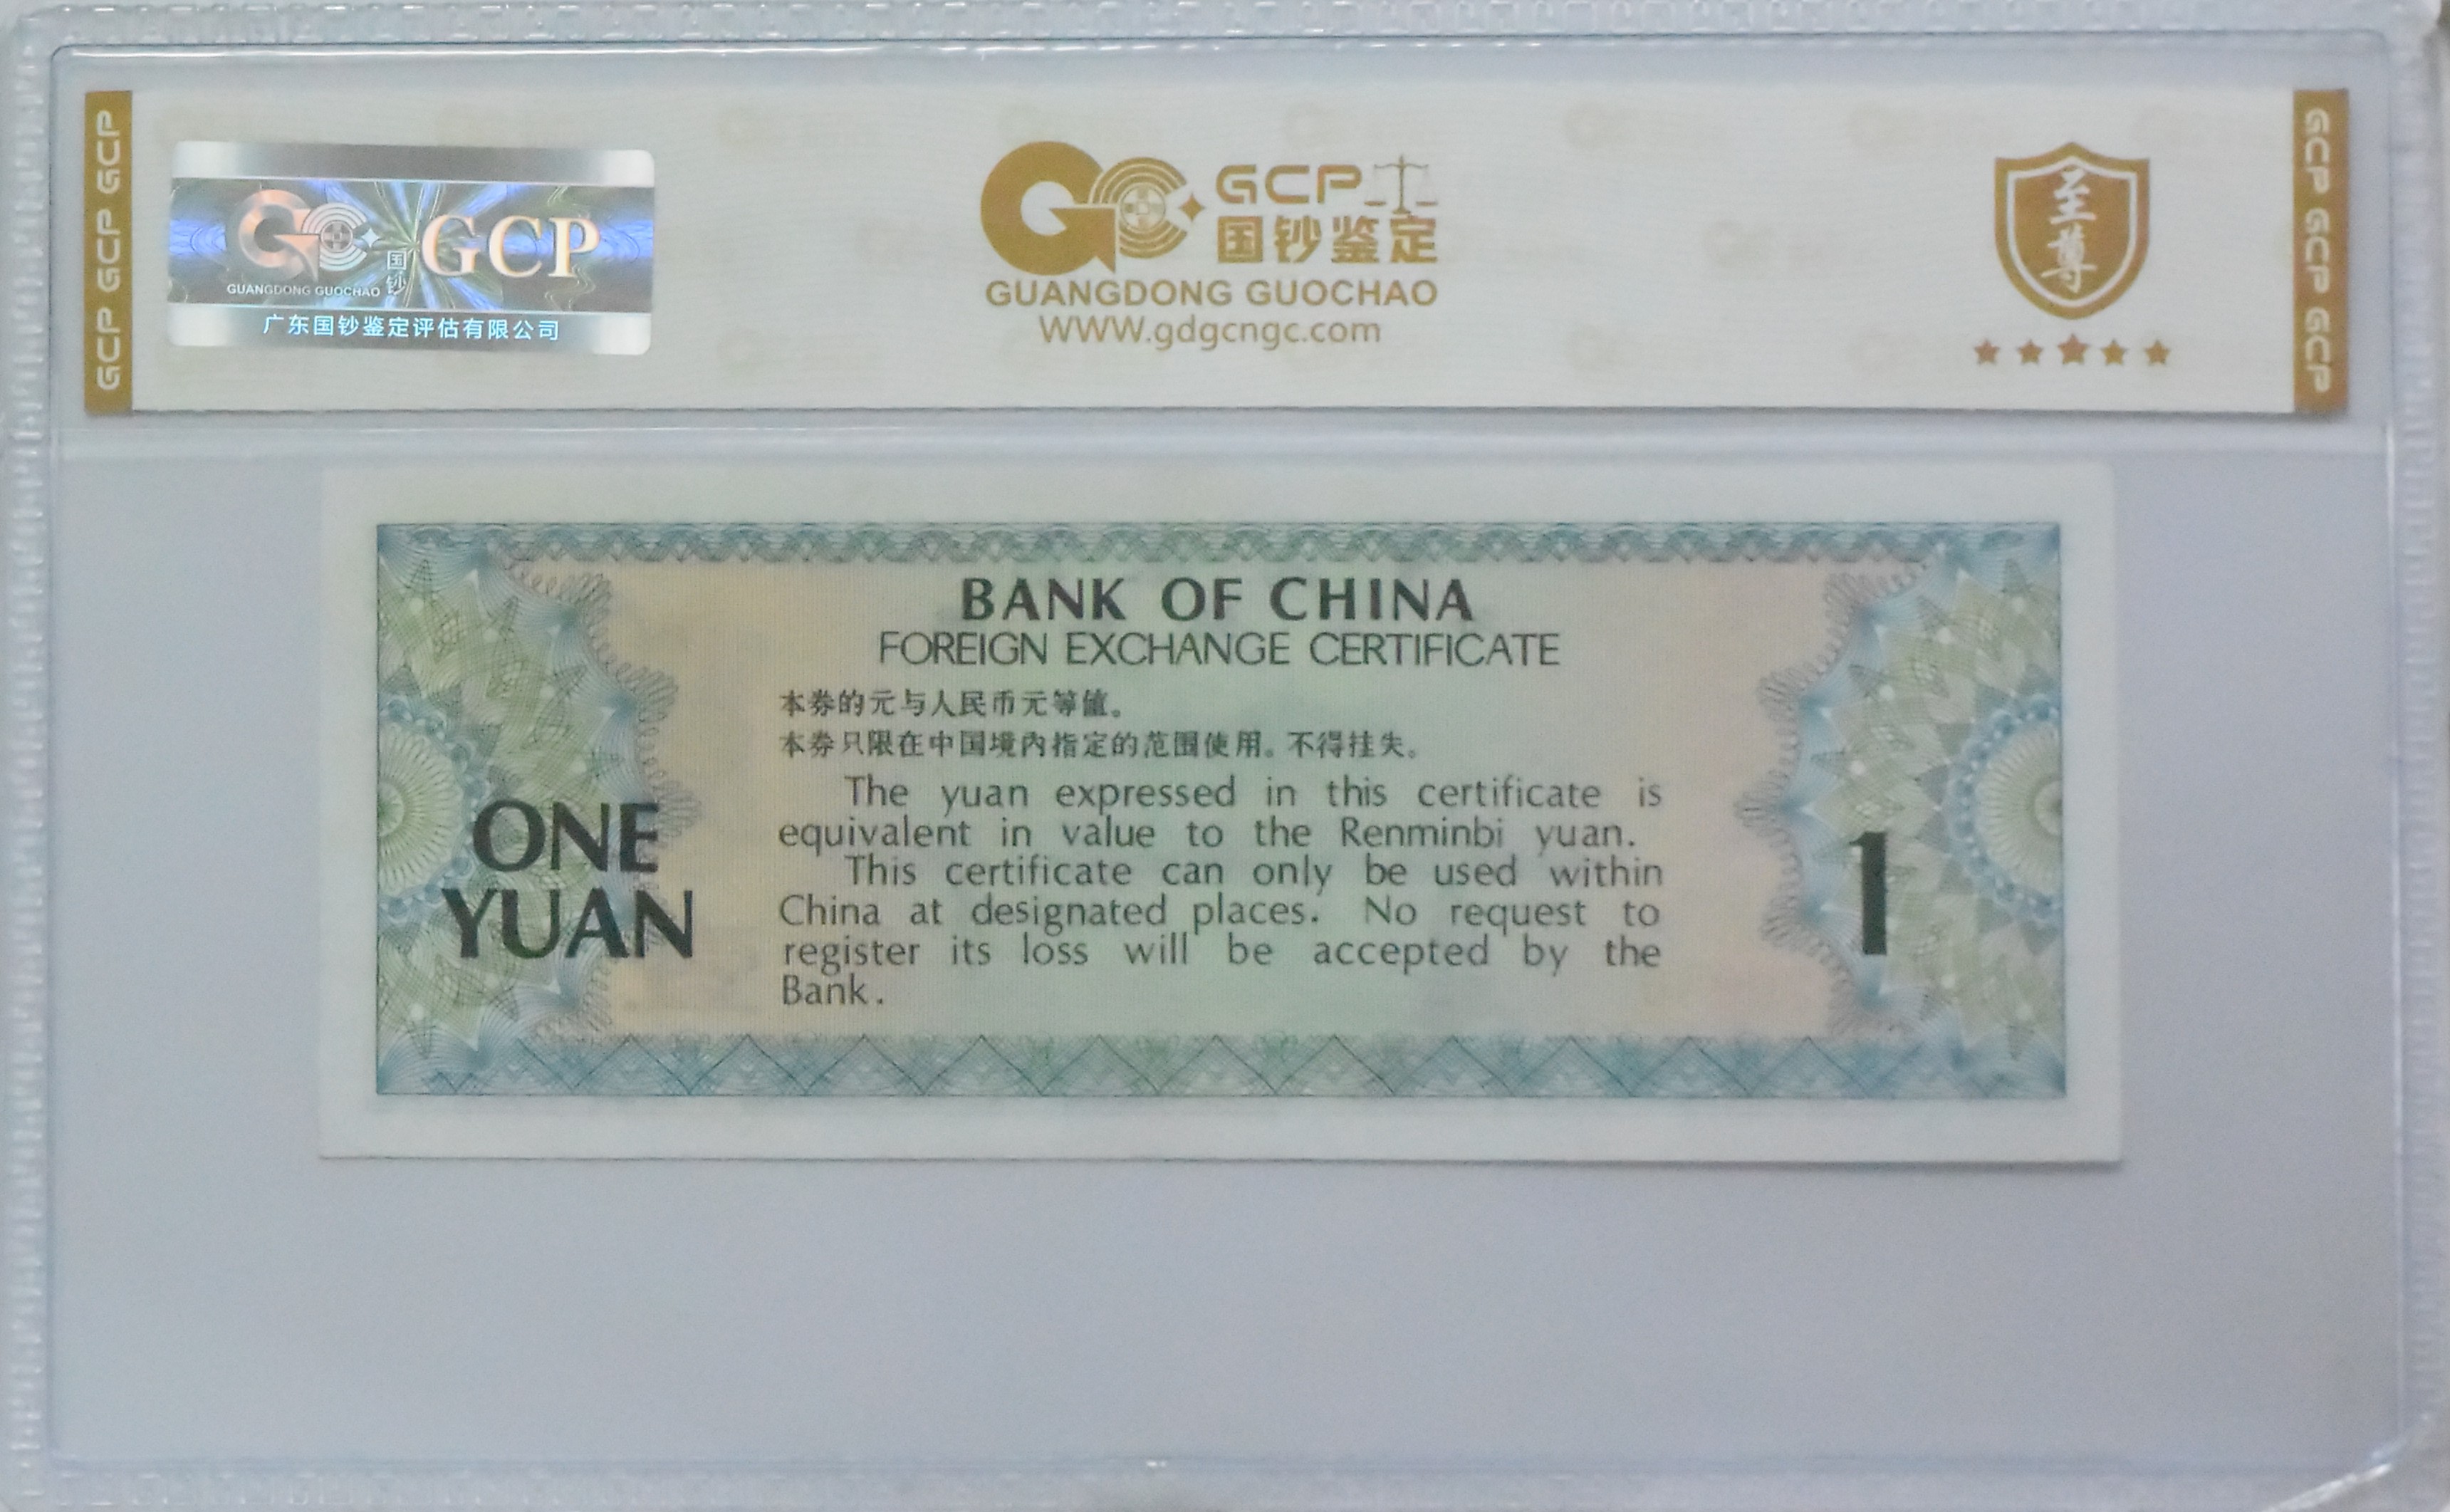 GCP GCP GCP
GC
国钞
GCP
GUANGDONG GUOCHAO
广东国钞鉴定评估有限公司
GC
GCP
国钞鉴定
GUANGDONG GUOCHAO
WWW.gdgcngc.com
至尊
GCP GCP GCP
BANK OF CHINA
FOREIGN EXCHANGE CERTIFICATE
本券的元与人民币元等值。
本券只限在中国境内指定的范围使用。不得挂失。
The yuan expressed in this certificate is
equivalent in value to the Renminbi yuan.
This certificate can only be used within
China at designated places. No request to
register its loss will be accepted by the
Bank.
ONE
YUAN
1